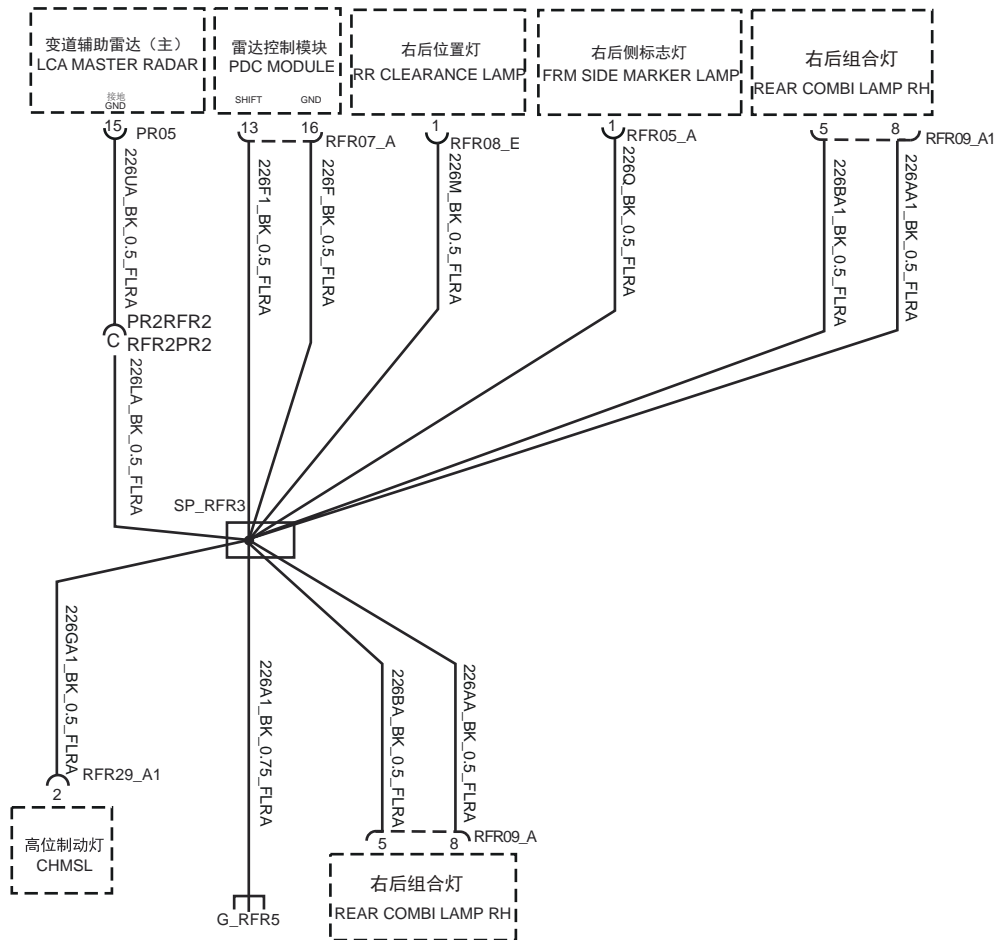 变道辅助雷达（主）
LCA MASTER RADAR
接地
GND
15
PR05
雷达控制模块
PDC MODULE
SHIFT
GND
13
16
RFR07_A
右后位置灯
RR CLEARANCE LAMP
1
RFR08_E
右后侧标志灯
FRM SIDE MARKER LAMP
1
RFR05_A
右后组合灯
REAR COMBI LAMP RH
5
8
RFR09_A1
226UA_BK_0.5_FLRA
226F1_BK_0.5_FLRA
226F_BK_0.5_FLRA
226M_BK_0.5_FLRA
226Q_BK_0.5_FLRA
226BA1_BK_0.5_FLRA
226AA1_BK_0.5_FLRA
PR2RFR2
C
RFR2PR2
226LA_BK_0.5_FLRA
SP_RFR3
226GA1_BK_0.5_FLRA
226A1_BK_0.75_FLRA
226BA_BK_0.5_FLRA
226AA_BK_0.5_FLRA
RFR29_A1
2
高位制动灯
CHMSL
G_RFR5
5
8
RFR09_A
右后组合灯
REAR COMBI LAMP RH